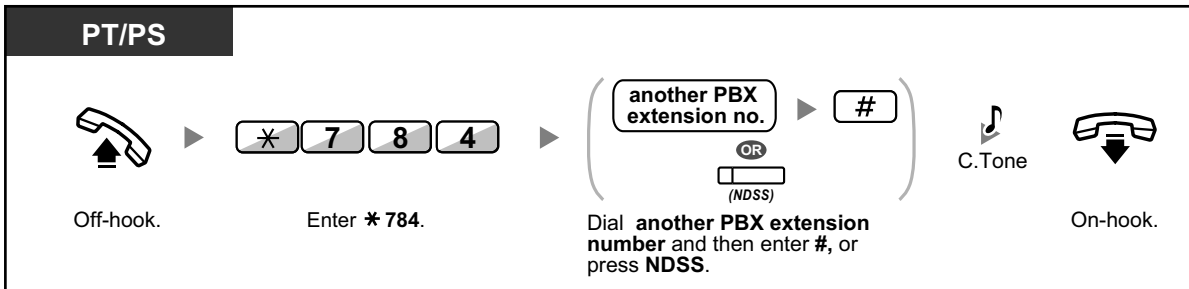 PT/PS
another PBX
extension no.
#
OR
(NDSS)
* 7 8 4
C.Tone
Off-hook.
Enter * 784.
Dial another PBX extension
number and then enter #, or
press NDSS.
On-hook.